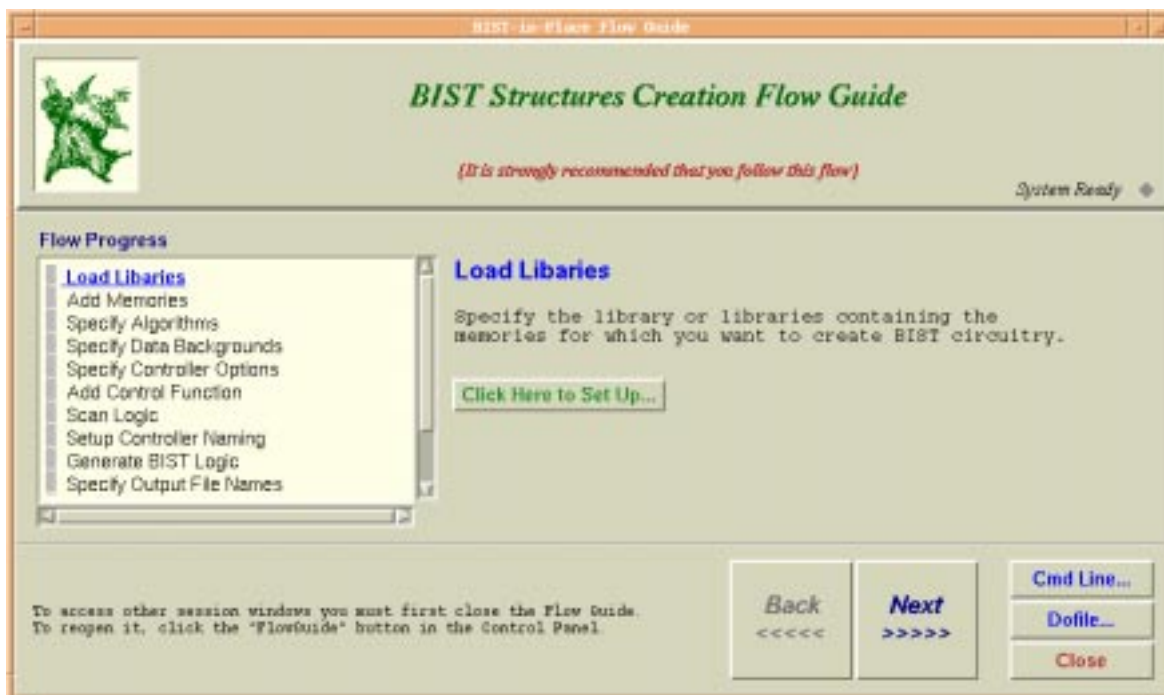 BIST-in-Place Flow Guide
BIST Structures Creation Flow Guide
(It is strongly recommended that you follow this flow)
System Ready
Flow Progress
Load Libaries
Add Memories
Specify Algorithms
Specify Data Backgrounds
Specify Controller Options
Add Control Function
Scan Logic
Setup Controller Naming
Generate BIST Logic
Specify Output File Names
Load Libaries
Specify the library or libraries containing the
memories for which you want to create BIST circuitry.
Click Here to Set Up...
To access other session windows you must first close the Flow Guide.
To reopen it, click the "FlowGuide" button in the Control Panel.
Back
<<<<<
Next
>>>>>
Cmd Line...
Dofile...
Close